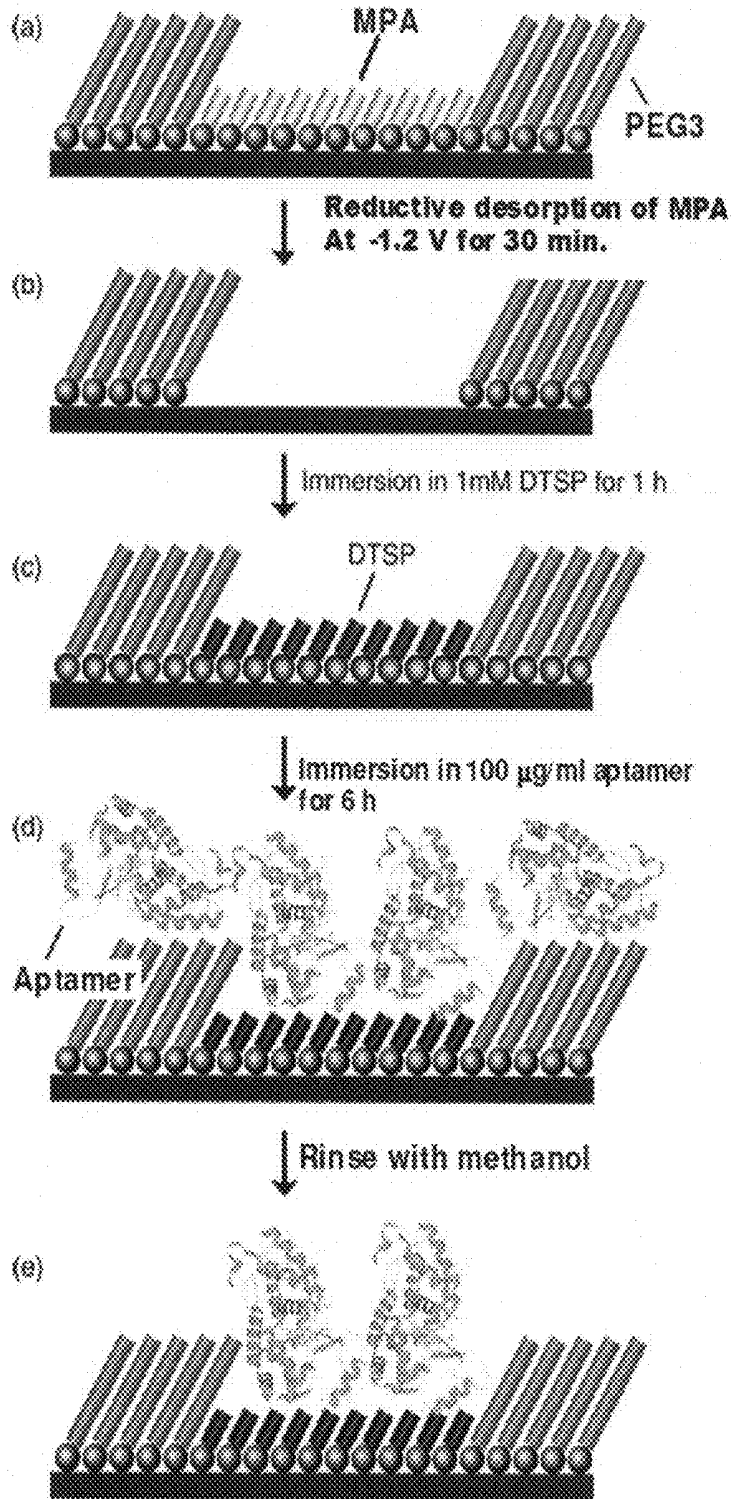 (a)
MPA
PEG3
Reductive desorption of MPA
At -1.2 V for 30 min.
(b)
Immersion in 1mM DTSP for 1 h
(c)
DTSP
Immersion in 100 μg/ml aptamer
for 6 h
(d)
Aptamer
Rinse with methanol
(e)